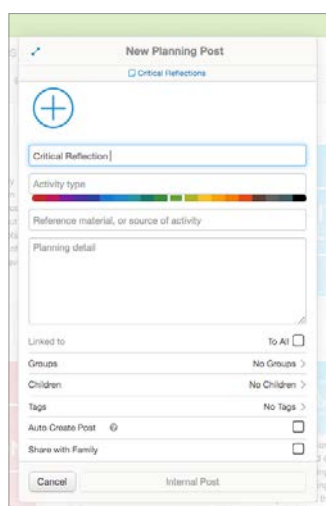 New Planning Post
Critical Reflections
Critical Reflection
Activity type
Reference material, or source of activity
Planning detail
Linked to To All
Groups No Groups >
Children No Children >
Tags No Tags >
Auto Create Post
Share with Family
Cancel Internal Post